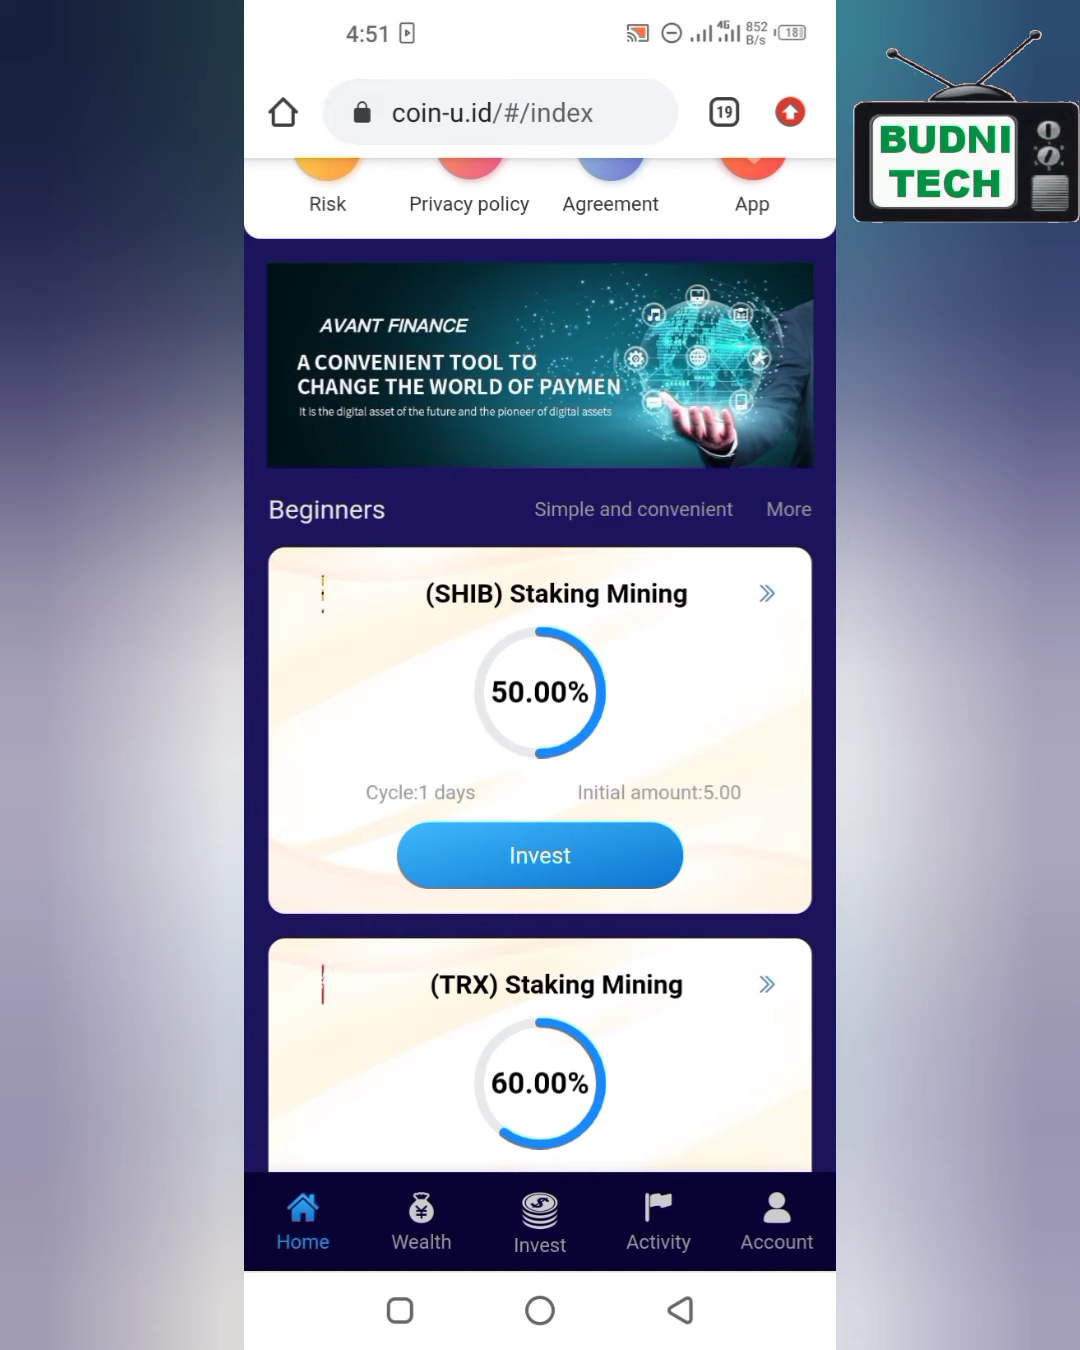 4:51
4G
852
B/s
18
coin-u.id/#/index
19
BUDNI
TECH
Risk
Privacy policy
Agreement
App
AVANT FINANCE
A CONVENIENT TOOL TO
CHANGE THE WORLD OF PAYMEN
It is the digital asset of the future and the pioneer of digital assets
Beginners
Simple and convenient
More
(SHIB) Staking Mining
50.00%
Cycle:1 days
Initial amount:5.00
Invest
(TRX) Staking Mining
60.00%
Home
Wealth
Invest
Activity
Account